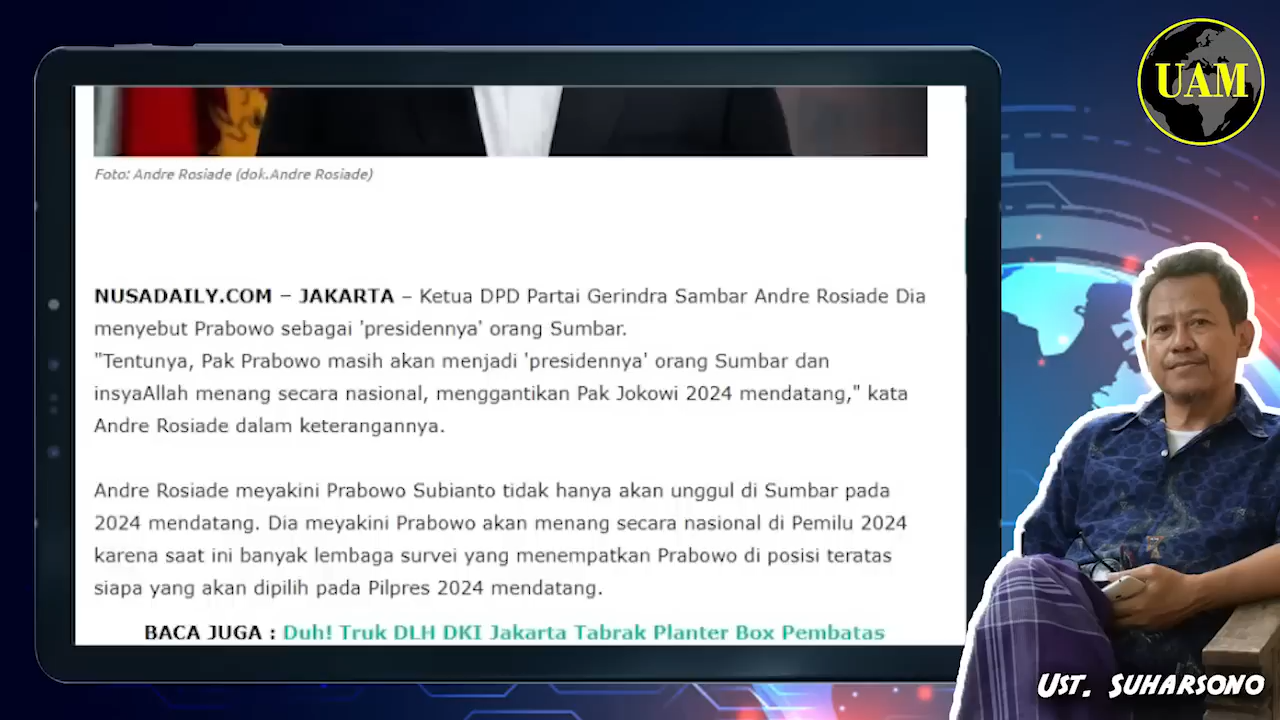 UAM
Foto: Andre Rosiade (dok.Andre Rosiade)
NUSADAILY.COM – JAKARTA – Ketua DPD Partai Gerindra Sambar Andre Rosiade Dia
menyebut Prabowo sebagai 'presidennya' orang Sumbar.
"Tentunya, Pak Prabowo masih akan menjadi 'presidennya' orang Sumbar dan
insyaAllah menang secara nasional, menggantikan Pak Jokowi 2024 mendatang," kata
Andre Rosiade dalam keterangannya.
Andre Rosiade meyakini Prabowo Subianto tidak hanya akan unggul di Sumbar pada
2024 mendatang. Dia meyakini Prabowo akan menang secara nasional di Pemilu 2024
karena saat ini banyak lembaga survei yang menempatkan Prabowo di posisi teratas
siapa yang akan dipilih pada Pilpres 2024 mendatang.
BACA JUGA : Duh! Truk DLH DKI Jakarta Tabrak Planter Box Pembatas
UST. SUHARSONO